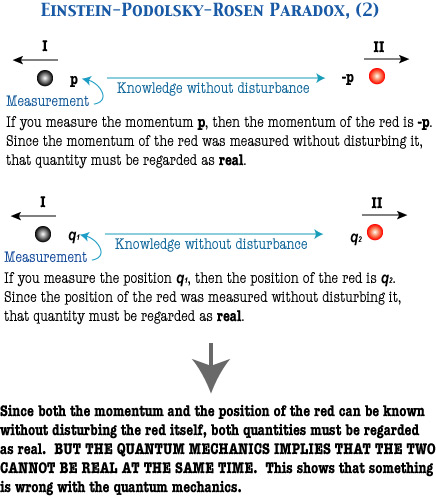 EINSTEIN-PODOLSKY-ROSEN PARADOX, (2)
I II
p -p
Knowledge without disturbance
Measurement
If you measure the momentum p, then the momentum of the red is -p.
Since the momentum of the red was measured without disturbing it,
that quantity must be regarded as real.
I II
q₁ q₂
Knowledge without disturbance
Measurement
If you measure the position q₁, then the position of the red is q₂.
Since the position of the red was measured without disturbing it,
that quantity must be regarded as real.
Since both the momentum and the position of the red can be known
without disturbing the red itself, both quantities must be regarded
as real. BUT THE QUANTUM MECHANICS IMPLIES THAT THE TWO
CANNOT BE REAL AT THE SAME TIME. This shows that something
is wrong with the quantum mechanics.